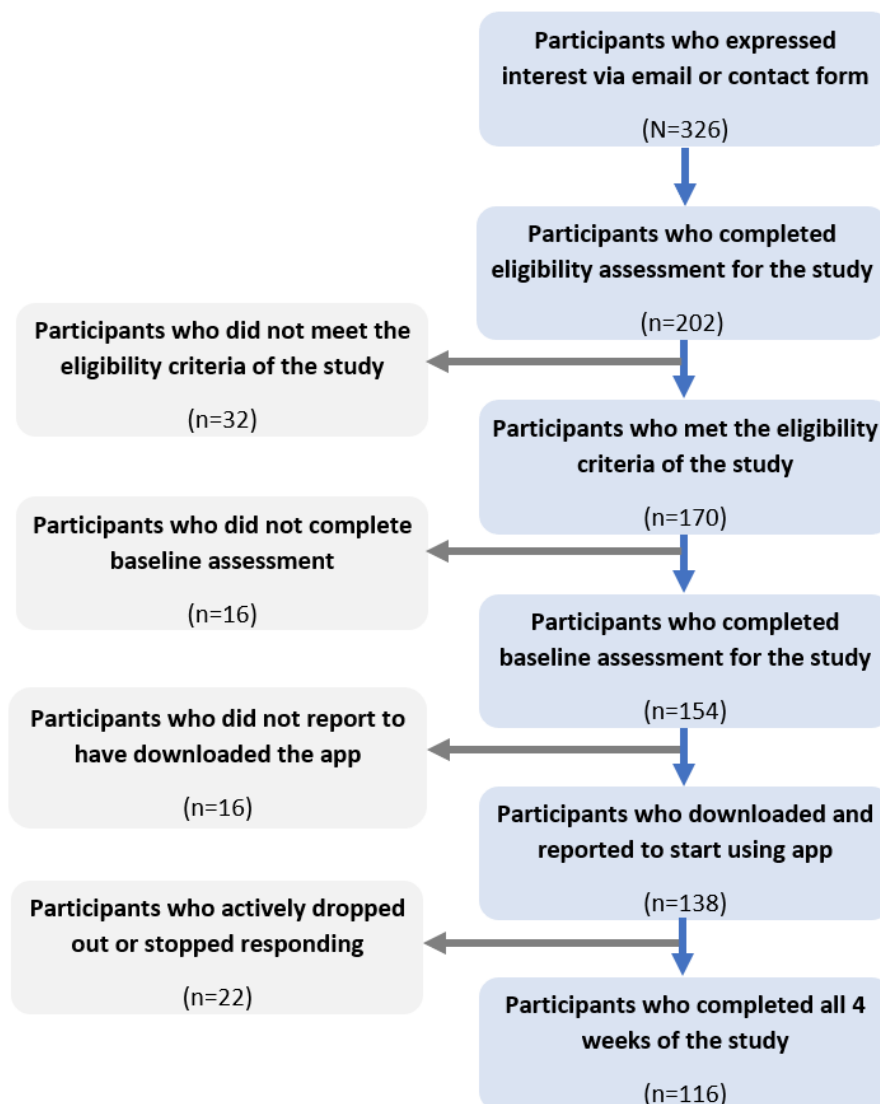 Participants who expressed
interest via email or contact form
(N=326)
Participants who completed
eligibility assessment for the study
(n=202)
Participants who did not meet the
eligibility criteria of the study
(n=32)
Participants who met the eligibility
criteria of the study
(n=170)
Participants who did not complete
baseline assessment
(n=16)
Participants who completed
baseline assessment for the study
(n=154)
Participants who did not report to
have downloaded the app
(n=16)
Participants who downloaded and
reported to start using app
(n=138)
Participants who actively dropped
out or stopped responding
(n=22)
Participants who completed all 4
weeks of the study
(n=116)